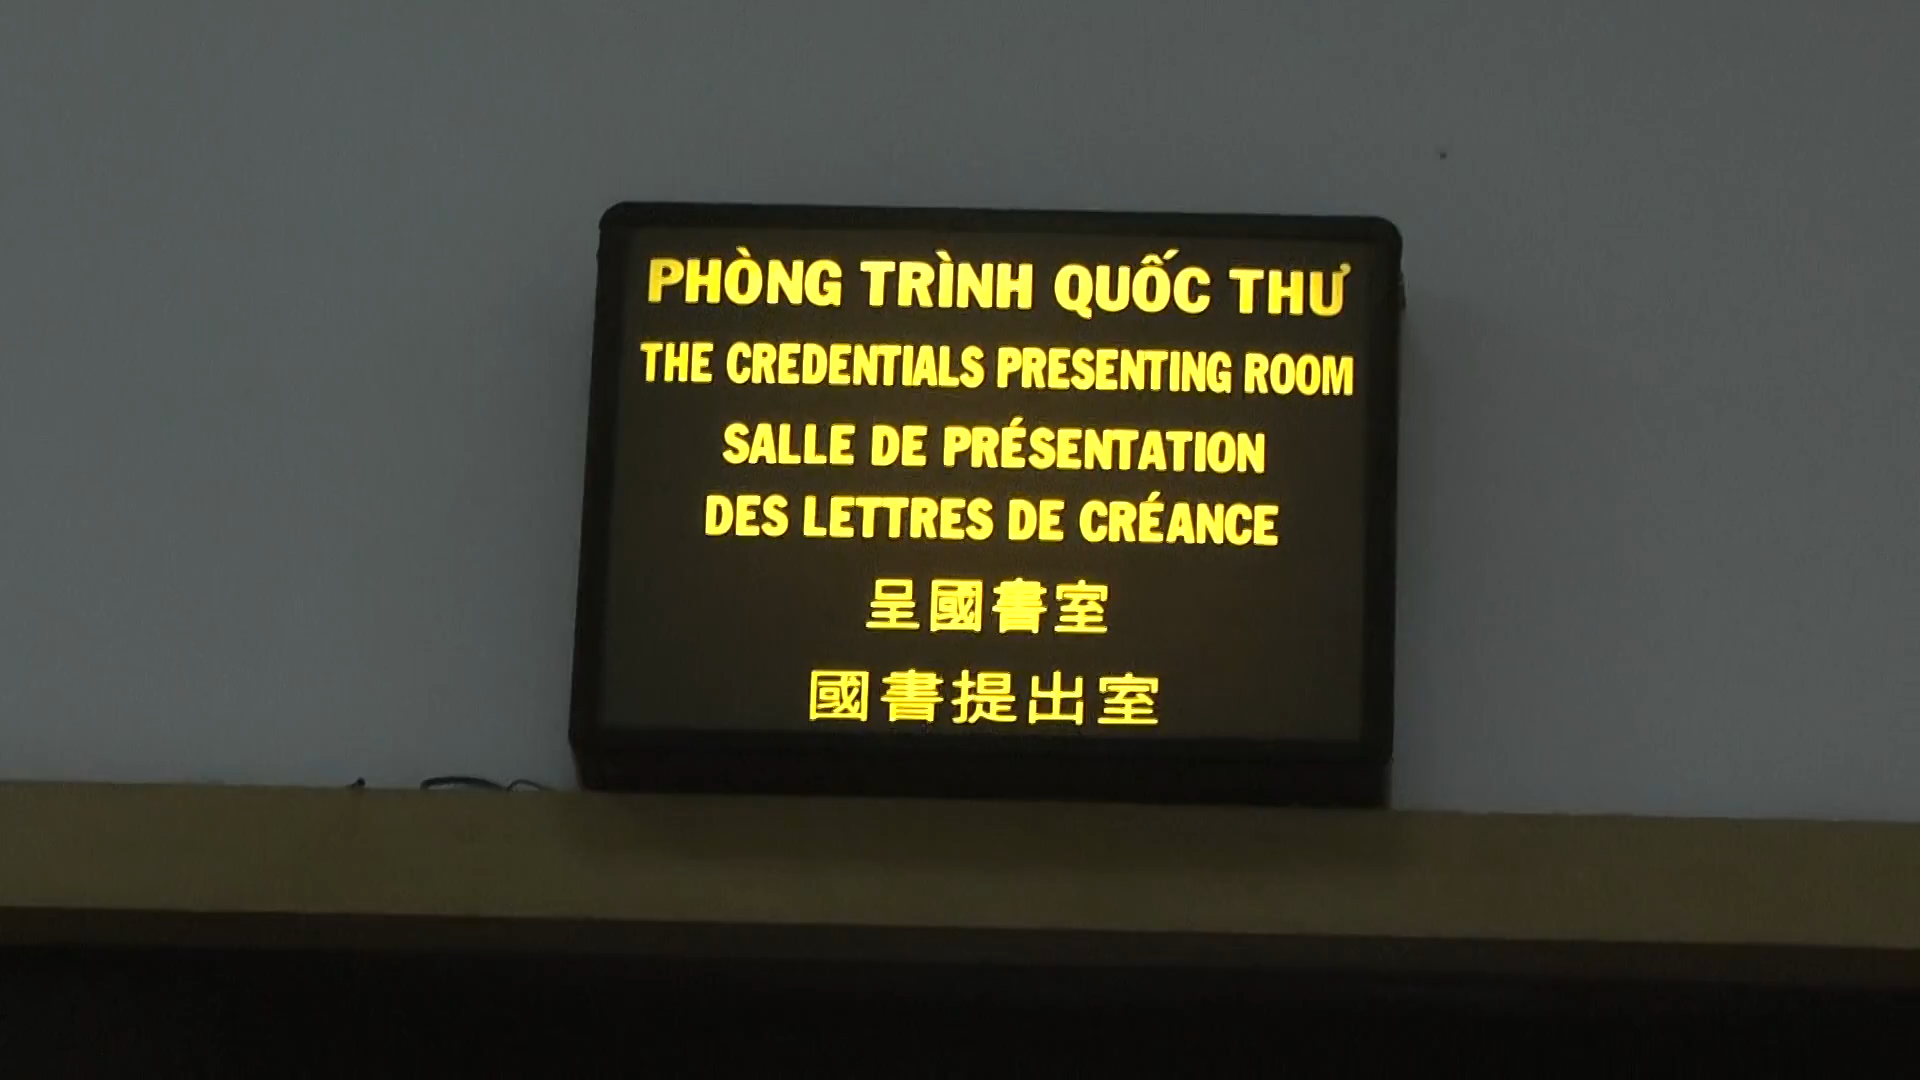 PHÒNG TRÌNH QUỐC THƯ
THE CREDENTIALS PRESENTING ROOM
SALLE DE PRÉSENTATION
DES LETTRES DE CRÉANCE
呈國書室
國書提出室